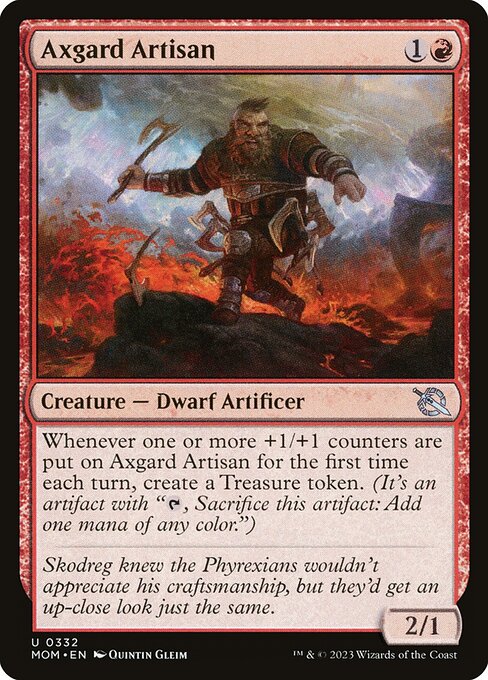 Axgard Artisan 1
Creature — Dwarf Artificer
Whenever one or more +1/+1 counters are
put on Axgard Artisan for the first time
each turn, create a Treasure token. (It's an
artifact with “, Sacrifice this artifact: Add
one mana of any color.”)
Skodreg knew the Phyrexians wouldn't
appreciate his craftsmanship, but they'd get an
up-close look just the same.
2/1
U 0332
MOM • EN Quintin Gleim
™ & © 2023 Wizards of the Coast